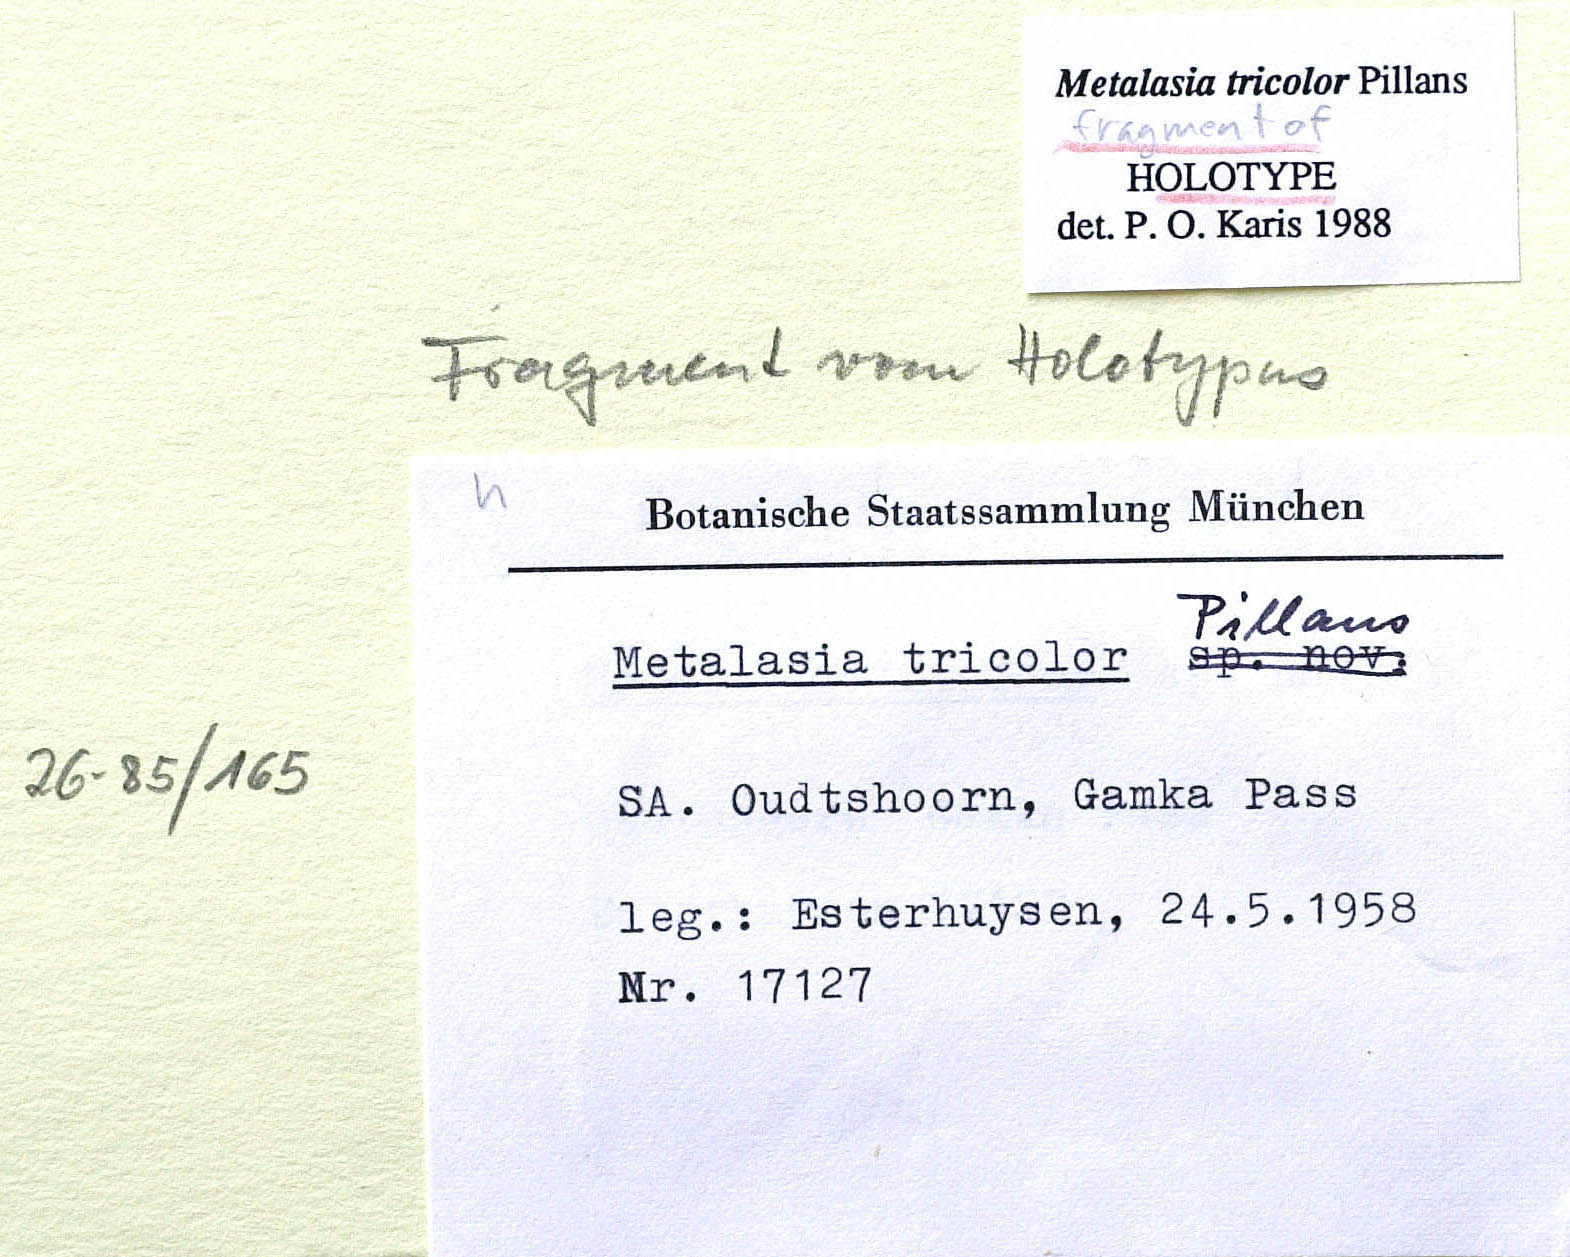 Metalasia tricolor Pillans
fragment of
HOLOTYPE
det. P. O. Karis 1988
Fragment vom Holotypus
h
Botanische Staatssammlung München
Pillans
Metalasia tricolor sp. nov.
26-85/165
SA. Oudtshoorn, Gamka Pass
leg.: Esterhuysen, 24.5.1958
Nr. 17127